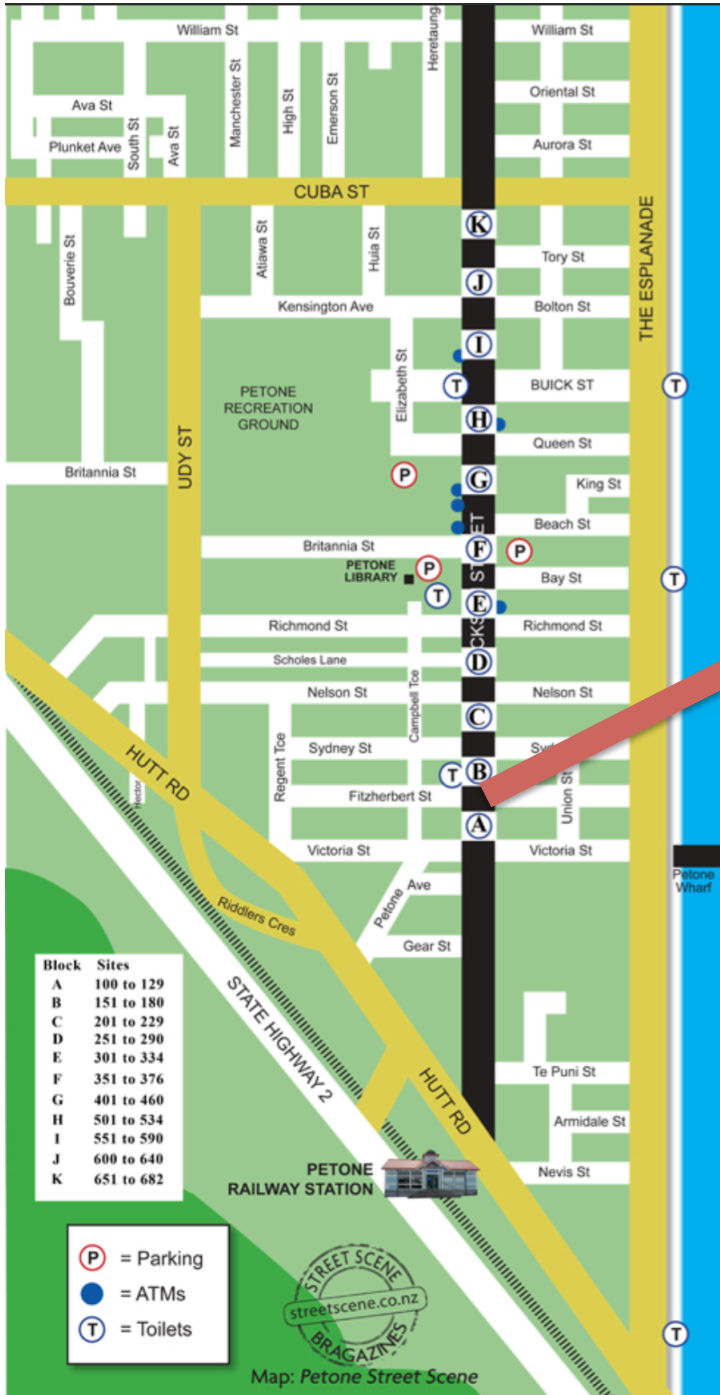 William St
William St
Heretaung
Manchester St
High St
Emerson St
Oriental St
Ava St
South St
Ava St
Plunket Ave
Aurora St
CUBA ST
THE ESPLANADE
K
Bouverie St
Atiawa St
Huia St
Tory St
J
Kensington Ave
Bolton St
I
Elizabeth St
T
BUICK ST
T
PETONE
RECREATION
GROUND
H
UDY ST
Queen St
Britannia St
P
G
King St
Beach St
Britannia St
F
P
PETONE
LIBRARY
P
Bay St
T
T
E
Richmond St
Richmond St
Scholes Lane
D
Campbell Tce
Nelson St
Nelson St
C
Regent Tce
Sydney St
HUTT RD
Hector
T
B
Fitzherbert St
Union St
A
Victoria St
Victoria St
Petone Ave
Petone
Wharf
Riddlers Cres
Gear St
STATE HIGHWAY 2
Block Sites
A 100 to 129
B 151 to 180
C 201 to 229
D 251 to 290
E 301 to 334
F 351 to 376
G 401 to 460
H 501 to 534
I 551 to 590
J 600 to 640
K 651 to 682
HUTT RD
Te Puni St
Armidale St
Nevis St
PETONE
RAILWAY STATION
P = Parking
= ATMs
T = Toilets
STREET SCENE
streetscene.co.nz
BRAGAZINES
T
Map: Petone Street Scene